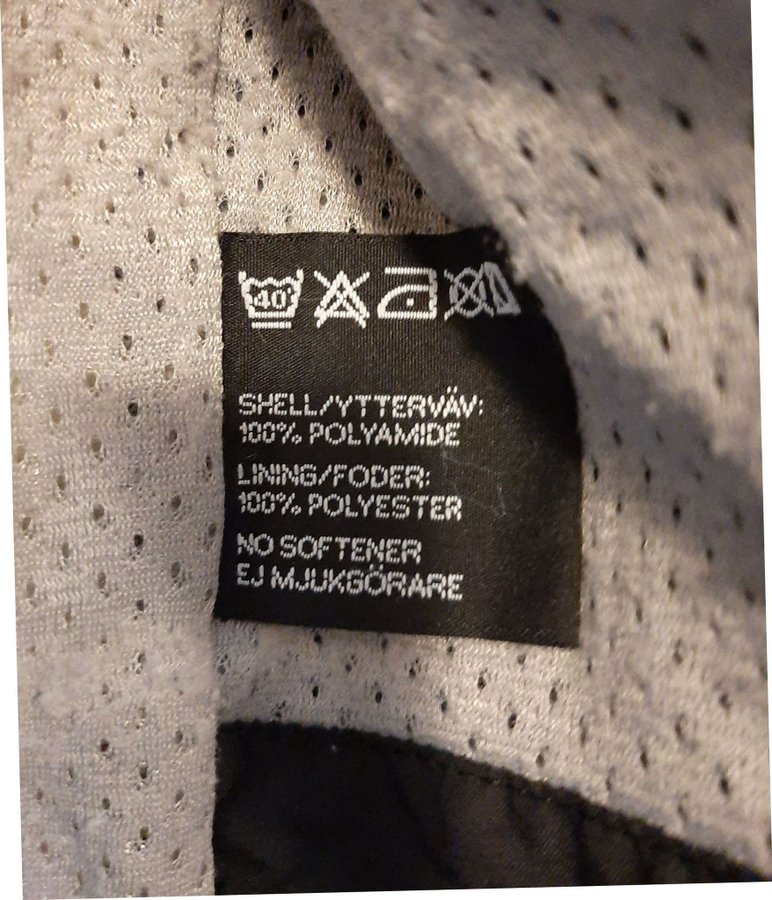 40
SHELL/YTTERVÄV:
100% POLYAMIDE
LINING/FODER:
100% POLYESTER
NO SOFTENER
EJ MJUKGÖRARE